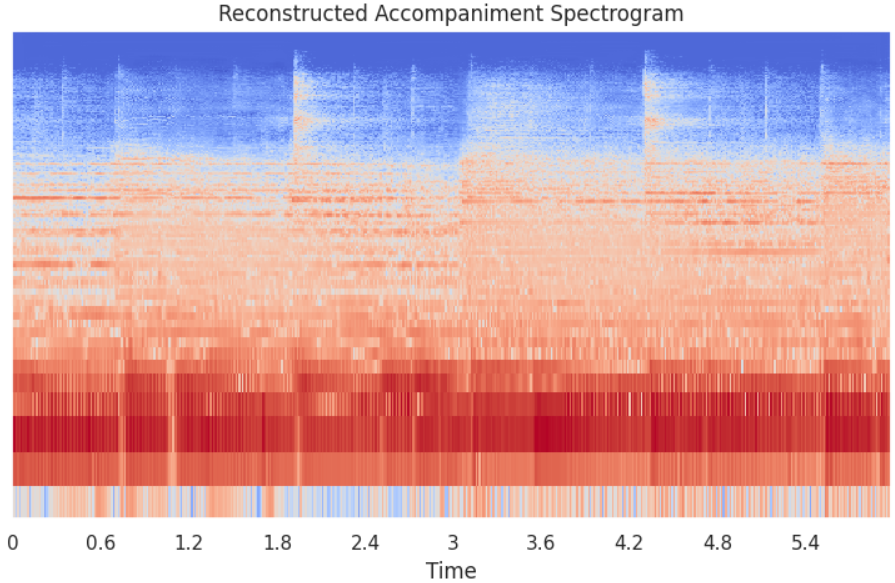 Reconstructed Accompaniment Spectrogram
0 0.6 1.2 1.8 2.4 3 3.6 4.2 4.8 5.4
Time